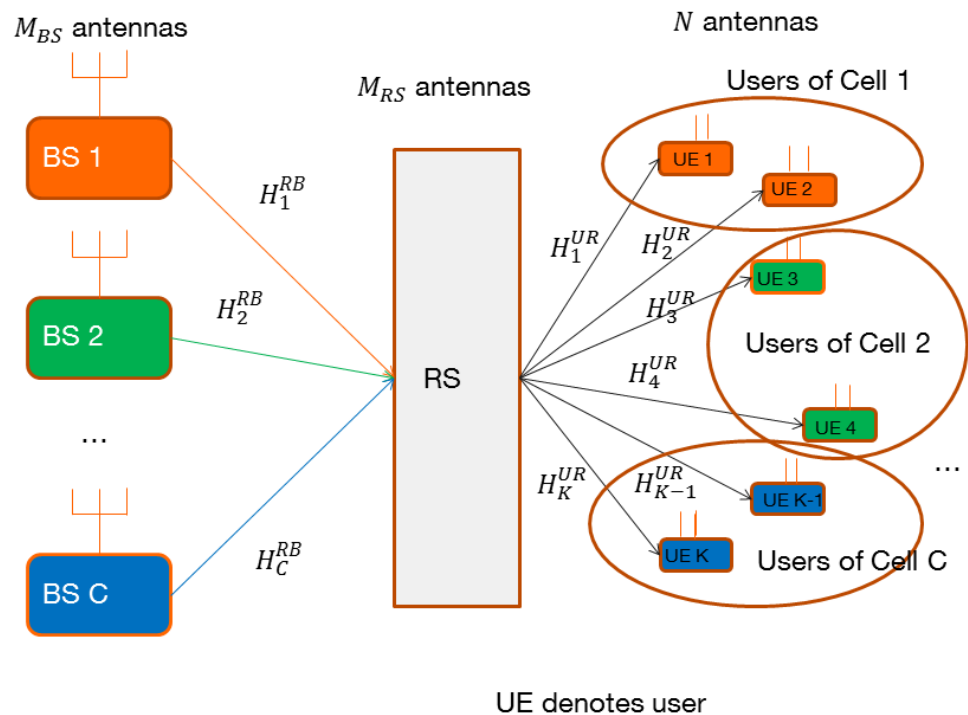 M_BS antennas
N antennas
M_RS antennas
Users of Cell 1
BS 1
UE 1
UE 2
H_1^{RB}
H_1^{UR}
H_2^{UR}
BS 2
H_2^{RB}
UE 3
H_3^{UR}
Users of Cell 2
RS
H_4^{UR}
UE 4
...
...
H_K^{UR}
H_{K-1}^{UR}
UE K-1
BS C
H_C^{RB}
UE K
Users of Cell C
UE denotes user